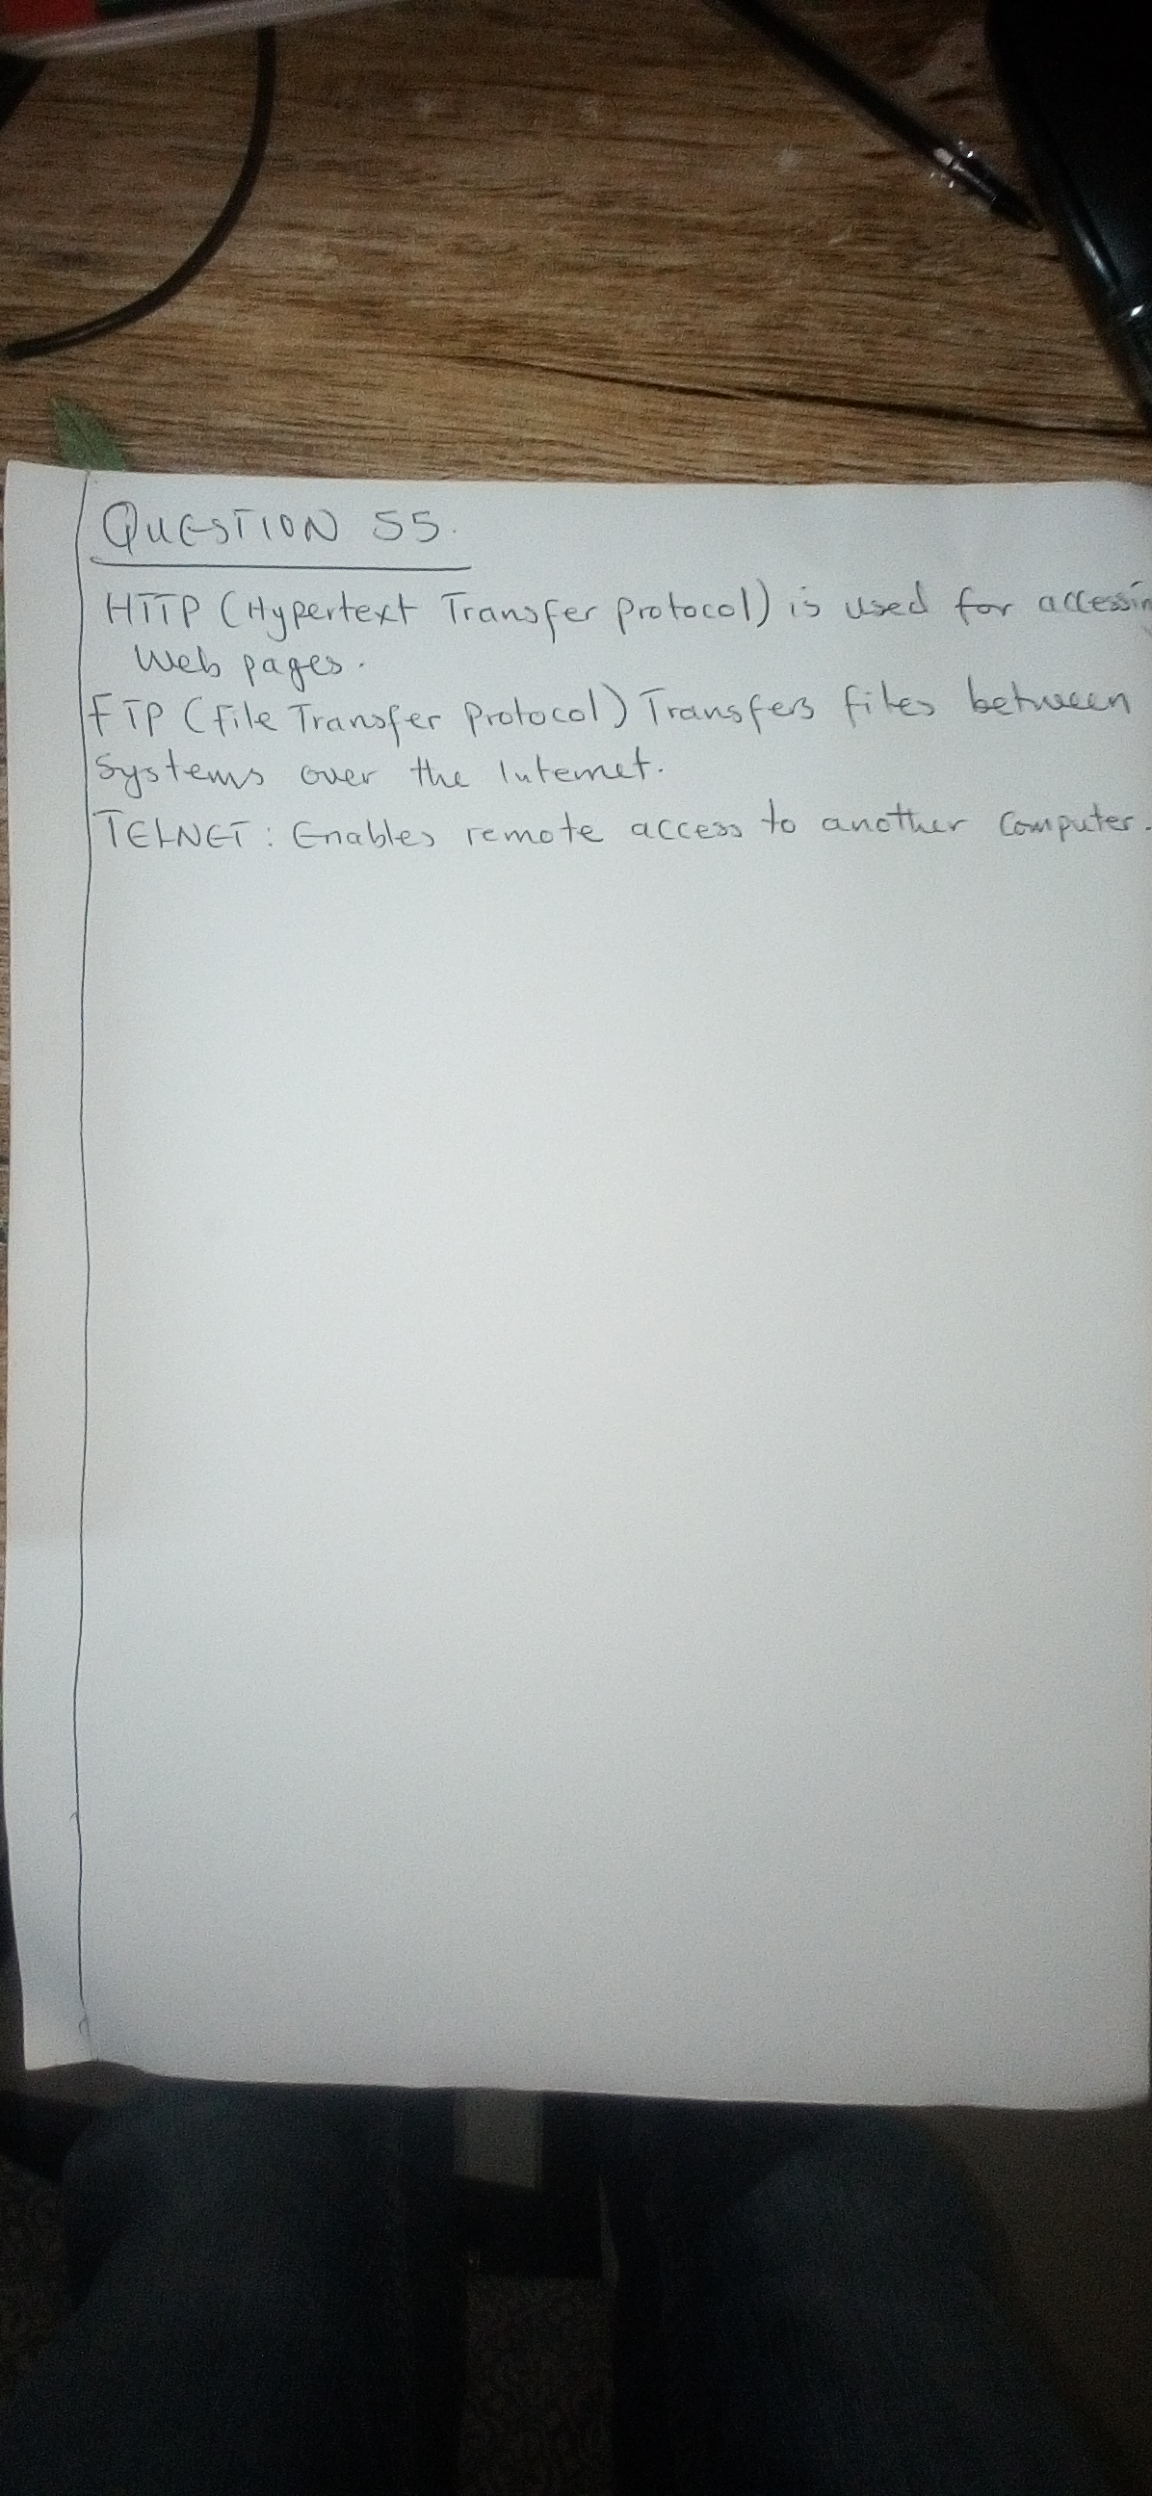 QUESTION 55.
HTTP (Hypertext Transfer protocol) is used for accessin
Web pages.
FTP (File Transfer Protocol) Transfers files between
Systems over the Internet.
TELNET: Enables remote access to another Computer.